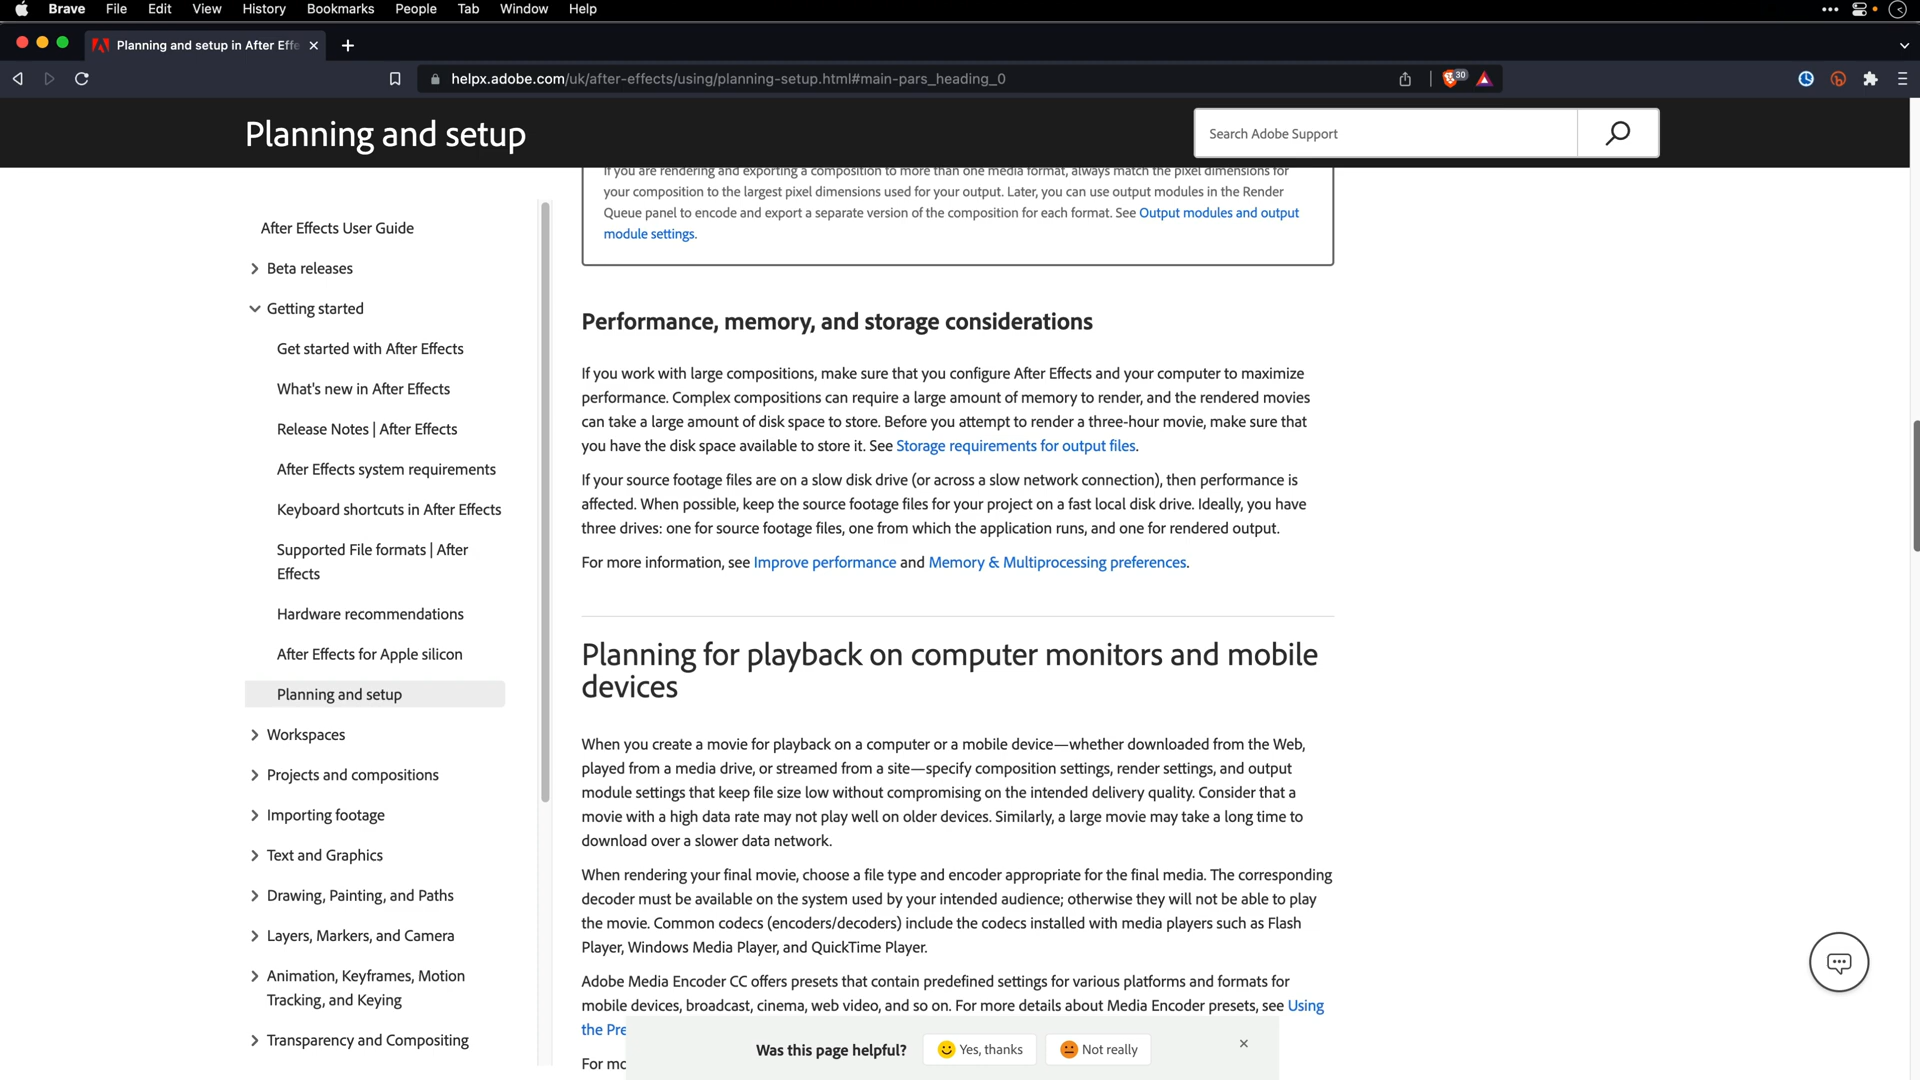 Brave File Edit View History Bookmarks People Tab Window Help
Planning and setup in After Effe
helpx.adobe.com/uk/after-effects/using/planning-setup.html#main-pars_heading_0
30
Planning and setup
Search Adobe Support
After Effects User Guide
Beta releases
Getting started
Get started with After Effects
What's new in After Effects
Release Notes | After Effects
After Effects system requirements
Keyboard shortcuts in After Effects
Supported File formats | After
Effects
Hardware recommendations
After Effects for Apple silicon
Planning and setup
Workspaces
Projects and compositions
Importing footage
Text and Graphics
Drawing, Painting, and Paths
Layers, Markers, and Camera
Animation, Keyframes, Motion
Tracking, and Keying
Transparency and Compositing
If you are rendering and exporting a composition to more than one media format, always match the pixel dimensions for
your composition to the largest pixel dimensions used for your output. Later, you can use output modules in the Render
Queue panel to encode and export a separate version of the composition for each format. See Output modules and output
module settings.
Performance, memory, and storage considerations
If you work with large compositions, make sure that you configure After Effects and your computer to maximize
performance. Complex compositions can require a large amount of memory to render, and the rendered movies
can take a large amount of disk space to store. Before you attempt to render a three-hour movie, make sure that
you have the disk space available to store it. See Storage requirements for output files.
If your source footage files are on a slow disk drive (or across a slow network connection), then performance is
affected. When possible, keep the source footage files for your project on a fast local disk drive. Ideally, you have
three drives: one for source footage files, one from which the application runs, and one for rendered output.
For more information, see Improve performance and Memory & Multiprocessing preferences.
Planning for playback on computer monitors and mobile
devices
When you create a movie for playback on a computer or a mobile device—whether downloaded from the Web,
played from a media drive, or streamed from a site—specify composition settings, render settings, and output
module settings that keep file size low without compromising on the intended delivery quality. Consider that a
movie with a high data rate may not play well on older devices. Similarly, a large movie may take a long time to
download over a slower data network.
When rendering your final movie, choose a file type and encoder appropriate for the final media. The corresponding
decoder must be available on the system used by your intended audience; otherwise they will not be able to play
the movie. Common codecs (encoders/decoders) include the codecs installed with media players such as Flash
Player, Windows Media Player, and QuickTime Player.
Adobe Media Encoder CC offers presets that contain predefined settings for various platforms and formats for
mobile devices, broadcast, cinema, web video, and so on. For more details about Media Encoder presets, see Using
the Pre
For mo
Was this page helpful? Yes, thanks Not really